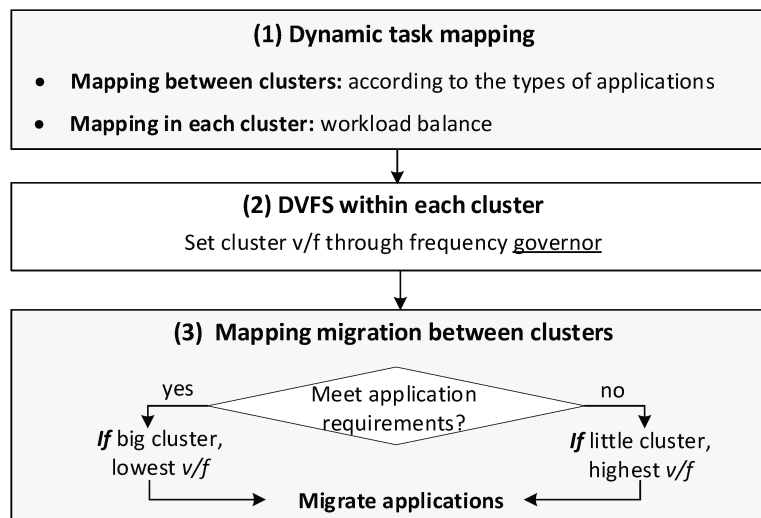 (1) Dynamic task mapping
• Mapping between clusters: according to the types of applications
• Mapping in each cluster: workload balance
(2) DVFS within each cluster
Set cluster v/f through frequency governor
(3) Mapping migration between clusters
yes
Meet application
requirements?
no
If big cluster,
lowest v/f
If little cluster,
highest v/f
Migrate applications